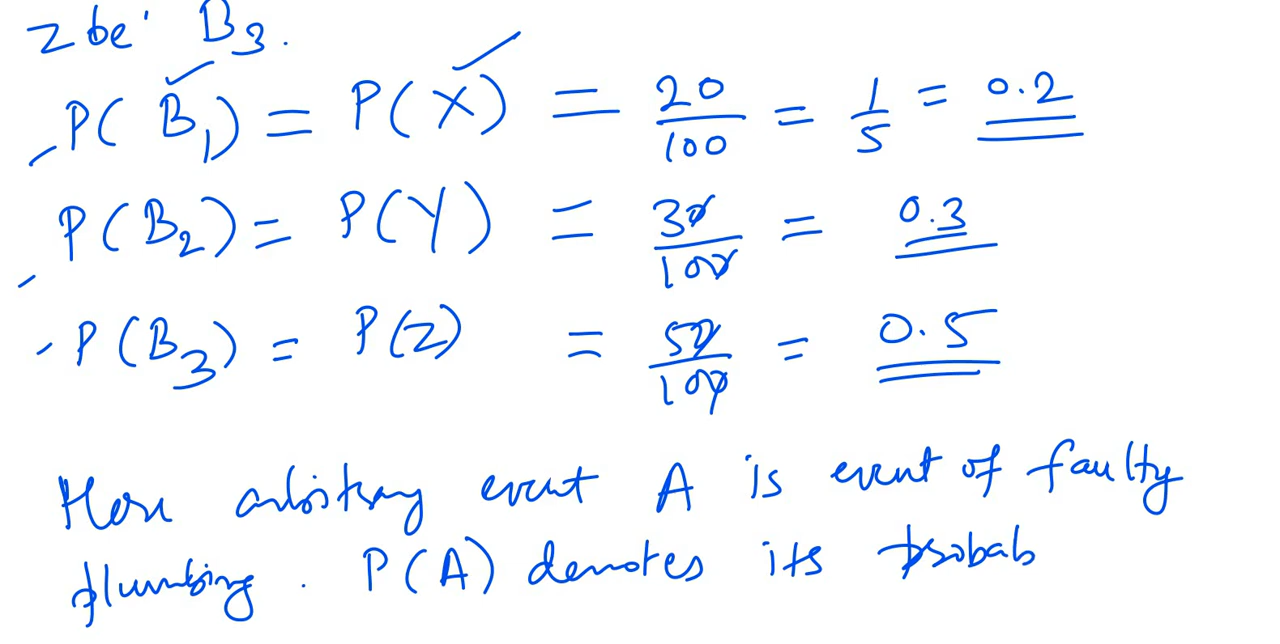 Z be' B₃.
P(B₁) = P(X) = 20/100 = 1/5 = 0.2
P(B₂) = P(Y) = 30/100 = 0.3
P(B₃) = P(Z) = 50/100 = 0.5
Here arbitrary event A is event of faulty
plumbing. P(A) denotes its probab